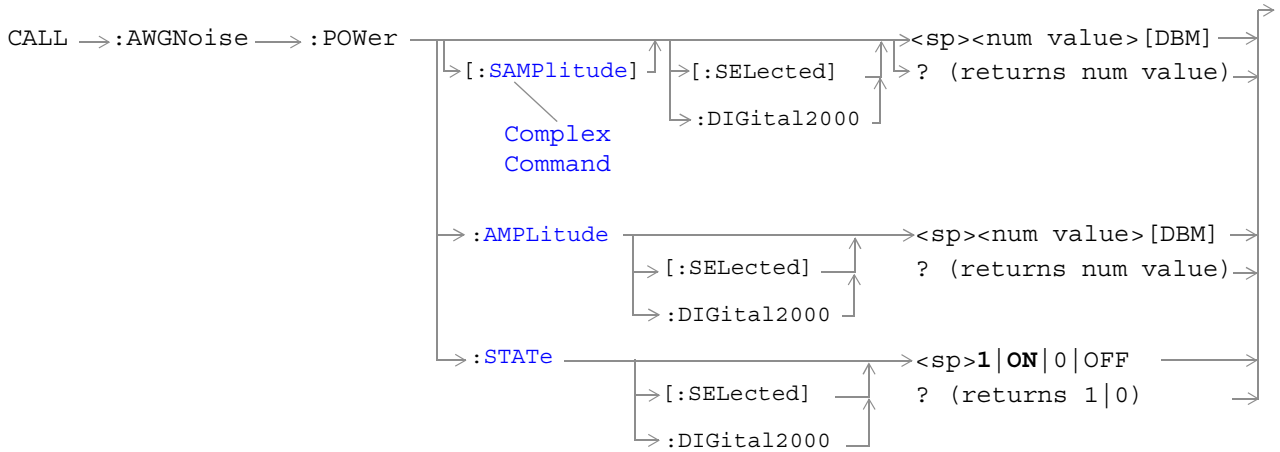 CALL :AWGNoise :POWer <sp><num value>[DBM]
[:SAMPlitude] [:SELected] ? (returns num value)
:DIGital2000
Complex
Command
:AMPLitude <sp><num value>[DBM]
[:SELected] ? (returns num value)
:DIGital2000
:STATe <sp>1|ON|0|OFF
[:SELected] ? (returns 1|0)
:DIGital2000